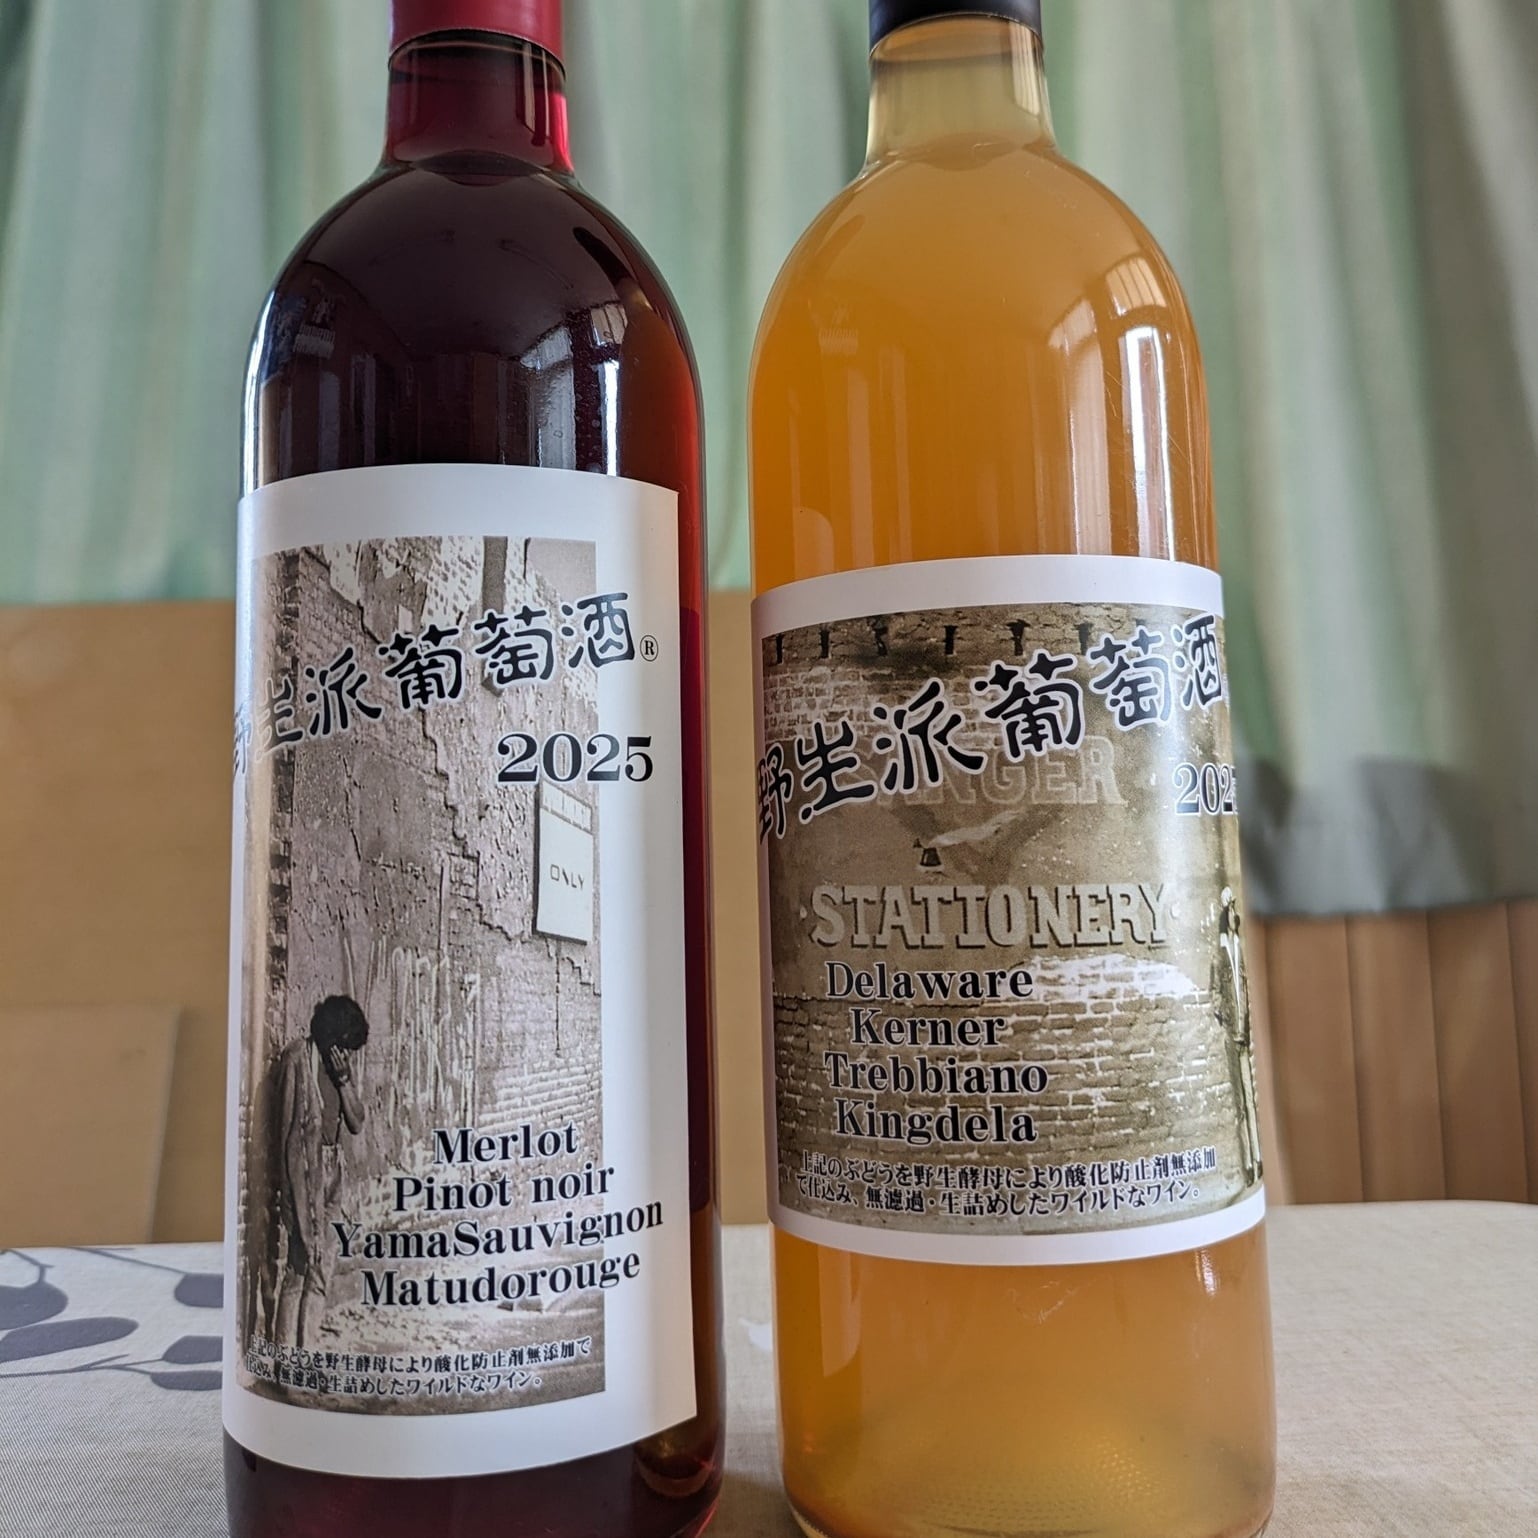 野生派葡萄酒®
2025
ONLY
Merlot
Pinot noir
YamaSauvignon
Matudorouge
上記のぶどうを野生酵母により酸化防止剤無添加で
仕込み、無濾過・生詰めしたワイルドなワイン。
野生派葡萄酒
202
STATIONERY
Delaware
Kerner
Trebbiano
Kingdela
上記のぶどうを野生酵母により酸化防止剤無添加
で仕込み、無濾過・生詰めしたワイルドなワイン。